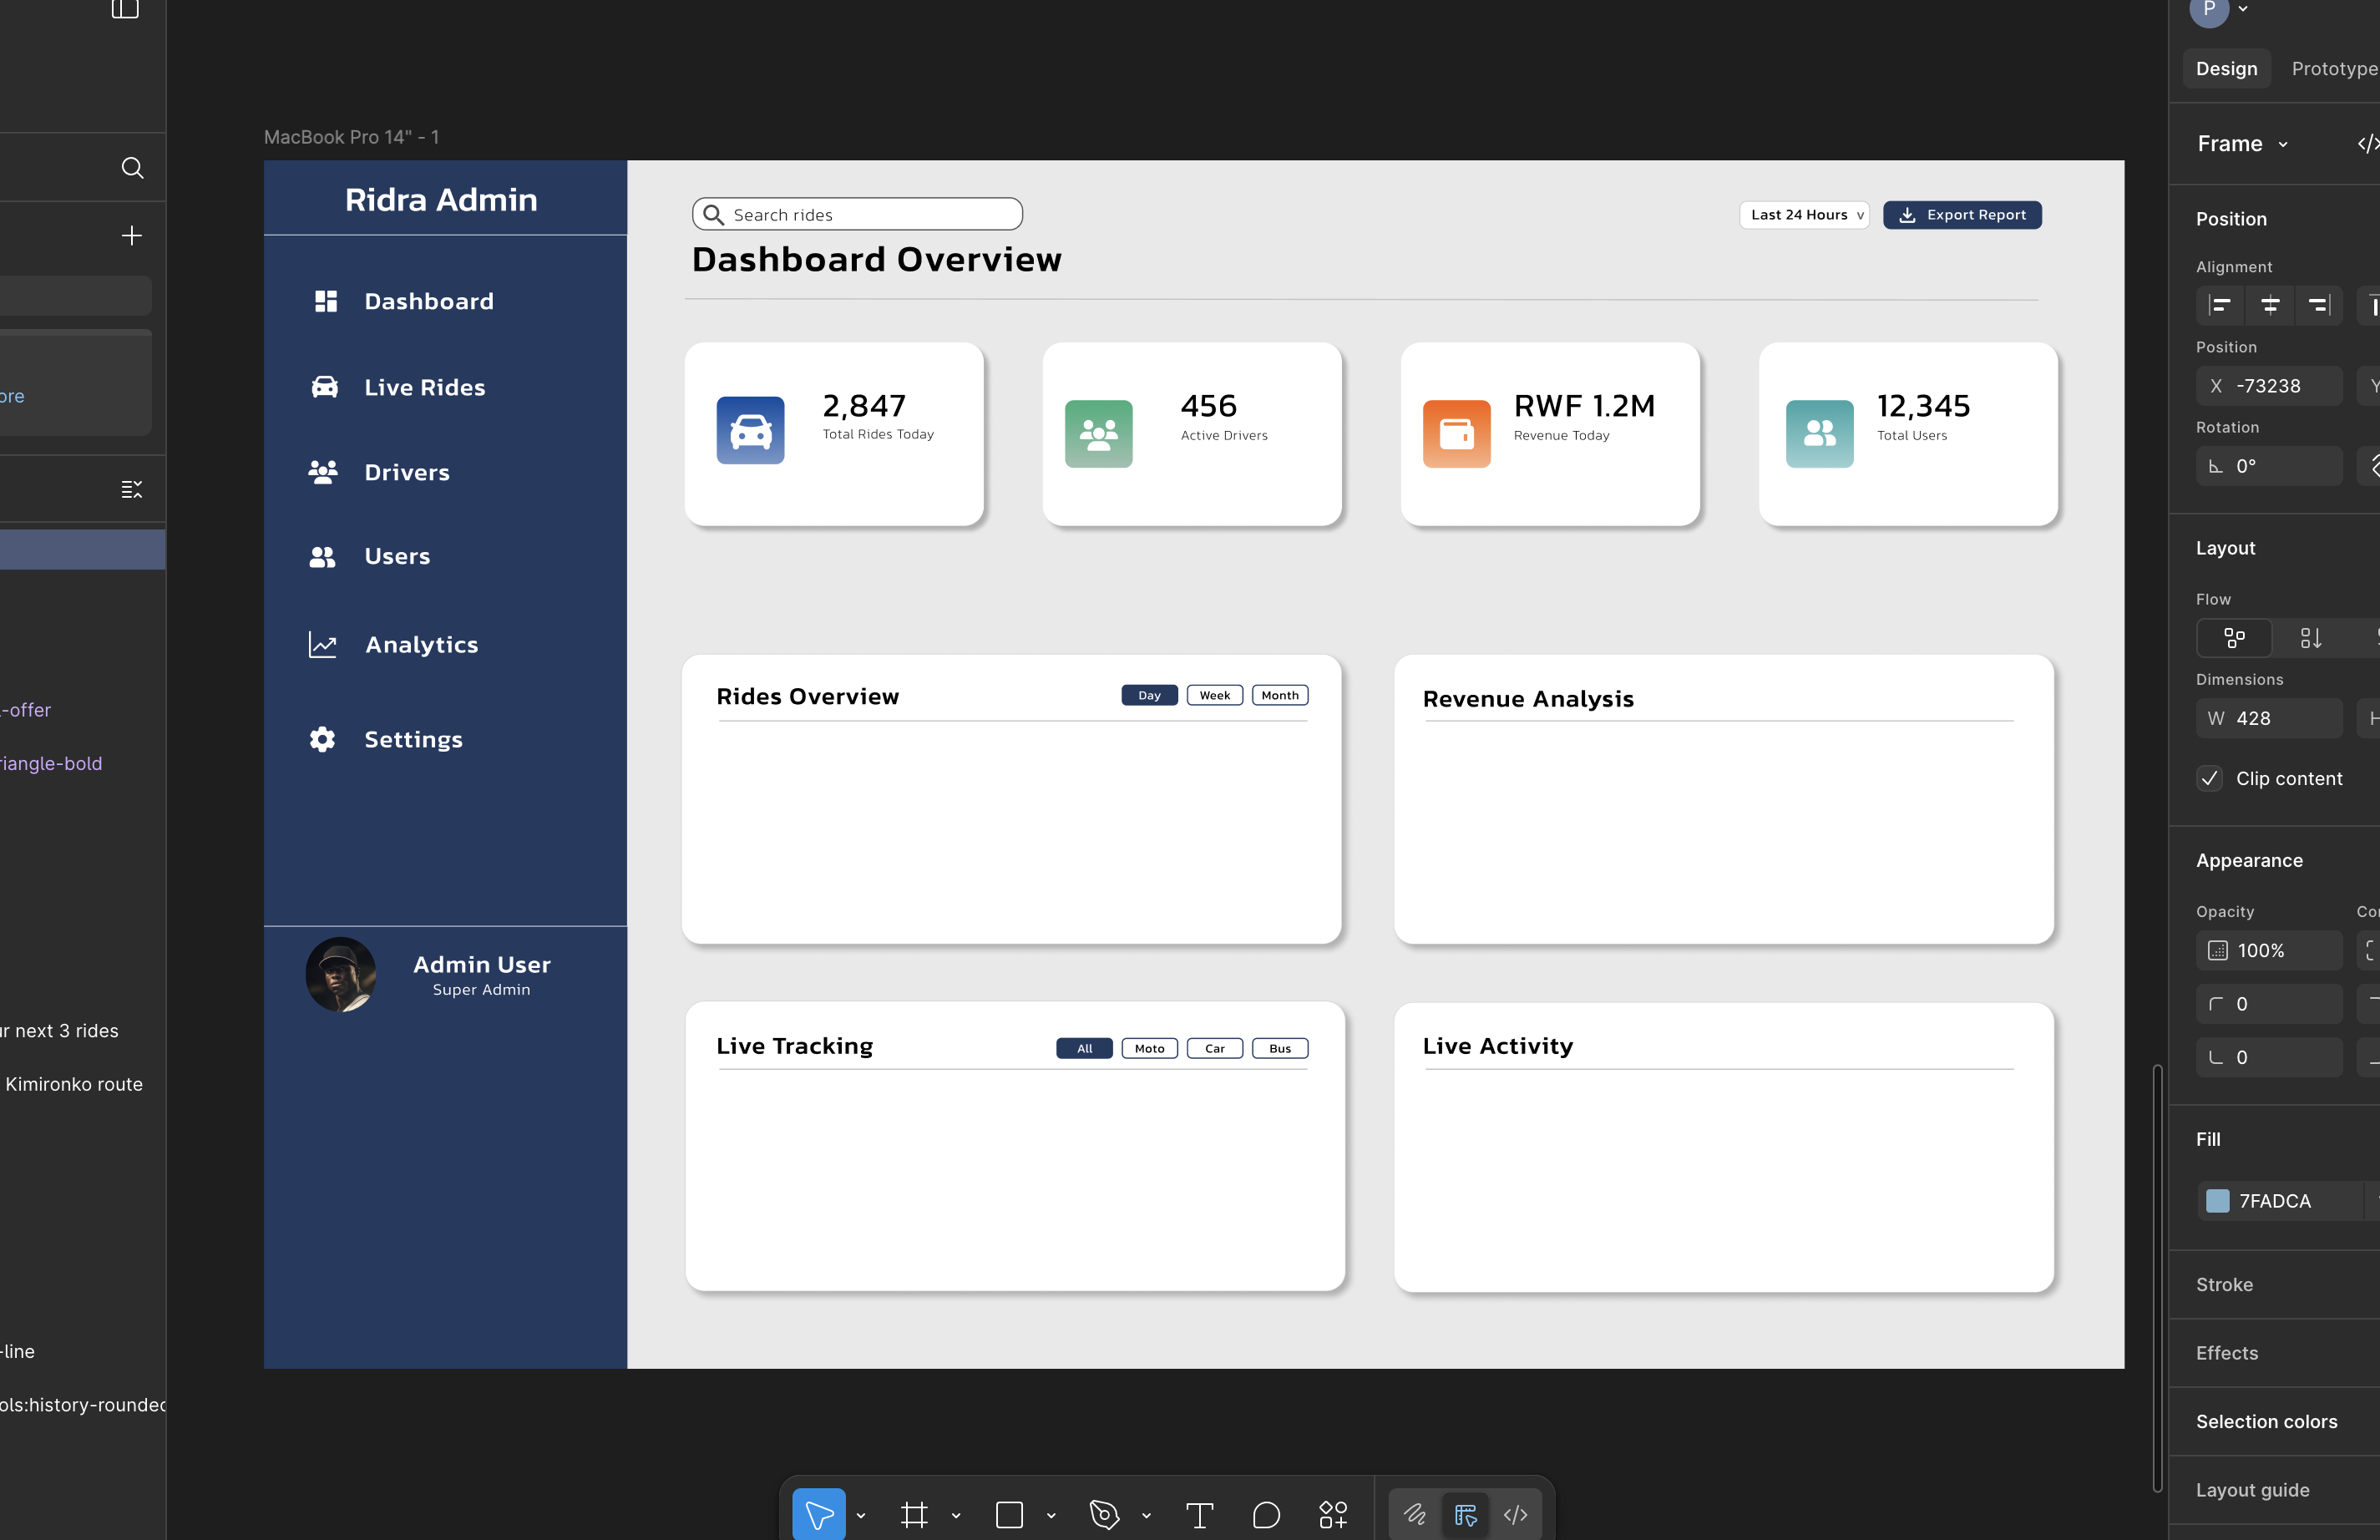 P
Design Prototype
MacBook Pro 14" - 1
Frame
Ridra Admin
Search rides
Last 24 Hours v
Export Report
Dashboard Overview
Dashboard
Live Rides
Drivers
Users
Analytics
Settings
Admin User
Super Admin
2,847
Total Rides Today
456
Active Drivers
RWF 1.2M
Revenue Today
12,345
Total Users
Rides Overview
Day
Week
Month
Revenue Analysis
Live Tracking
All
Moto
Car
Bus
Live Activity
ore
-offer
riangle-bold
ur next 3 rides
Kimironko route
-line
ols:history-rounded
Position
Alignment
Position
X -73238
Y
Rotation
0°
Layout
Flow
Dimensions
W 428
H
Clip content
Appearance
Opacity
Cor
100%
0
0
Fill
7FADCA
Stroke
Effects
Selection colors
Layout guide